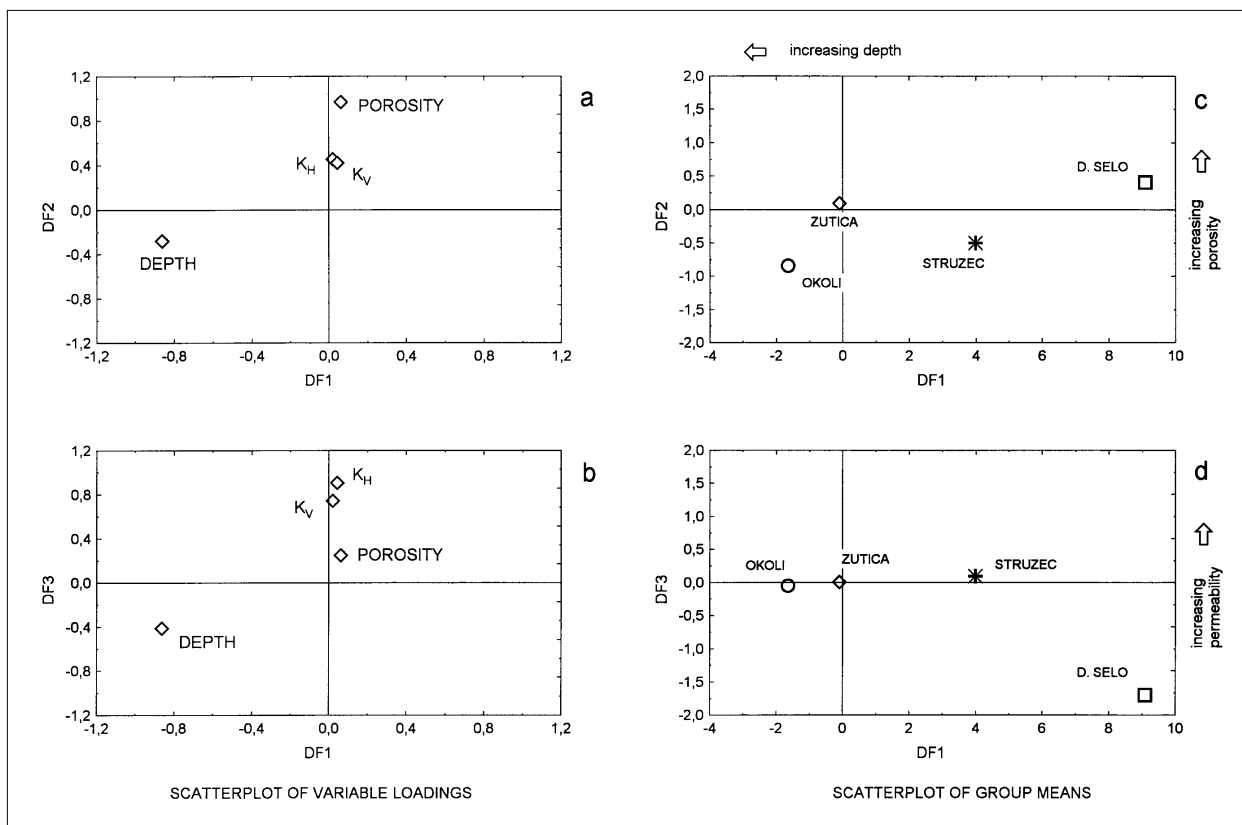 increasing depth
a
1,2
0,8
0,4
0,0
-0,4
-0,8
-1,2
DF2
POROSITY
KH
KV
DEPTH
-1,2 -0,8 -0,4 0,0 0,4 0,8 1,2
DF1
c
2,0
1,5
1,0
0,5
0,0
-0,5
-1,0
-1,5
-2,0
DF2
D. SELO
ZUTICA
STRUZEC
OKOLI
increasing
porosity
-4 -2 0 2 4 6 8 10
DF1
b
1,2
0,8
0,4
0,0
-0,4
-0,8
-1,2
DF3
KH
KV
POROSITY
DEPTH
-1,2 -0,8 -0,4 0,0 0,4 0,8 1,2
DF1
d
2,0
1,5
1,0
0,5
0,0
-0,5
-1,0
-1,5
-2,0
DF3
OKOLI
ZUTICA
STRUZEC
D. SELO
increasing
permeability
-4 -2 0 2 4 6 8 10
DF1
SCATTERPLOT OF VARIABLE LOADINGS
SCATTERPLOT OF GROUP MEANS